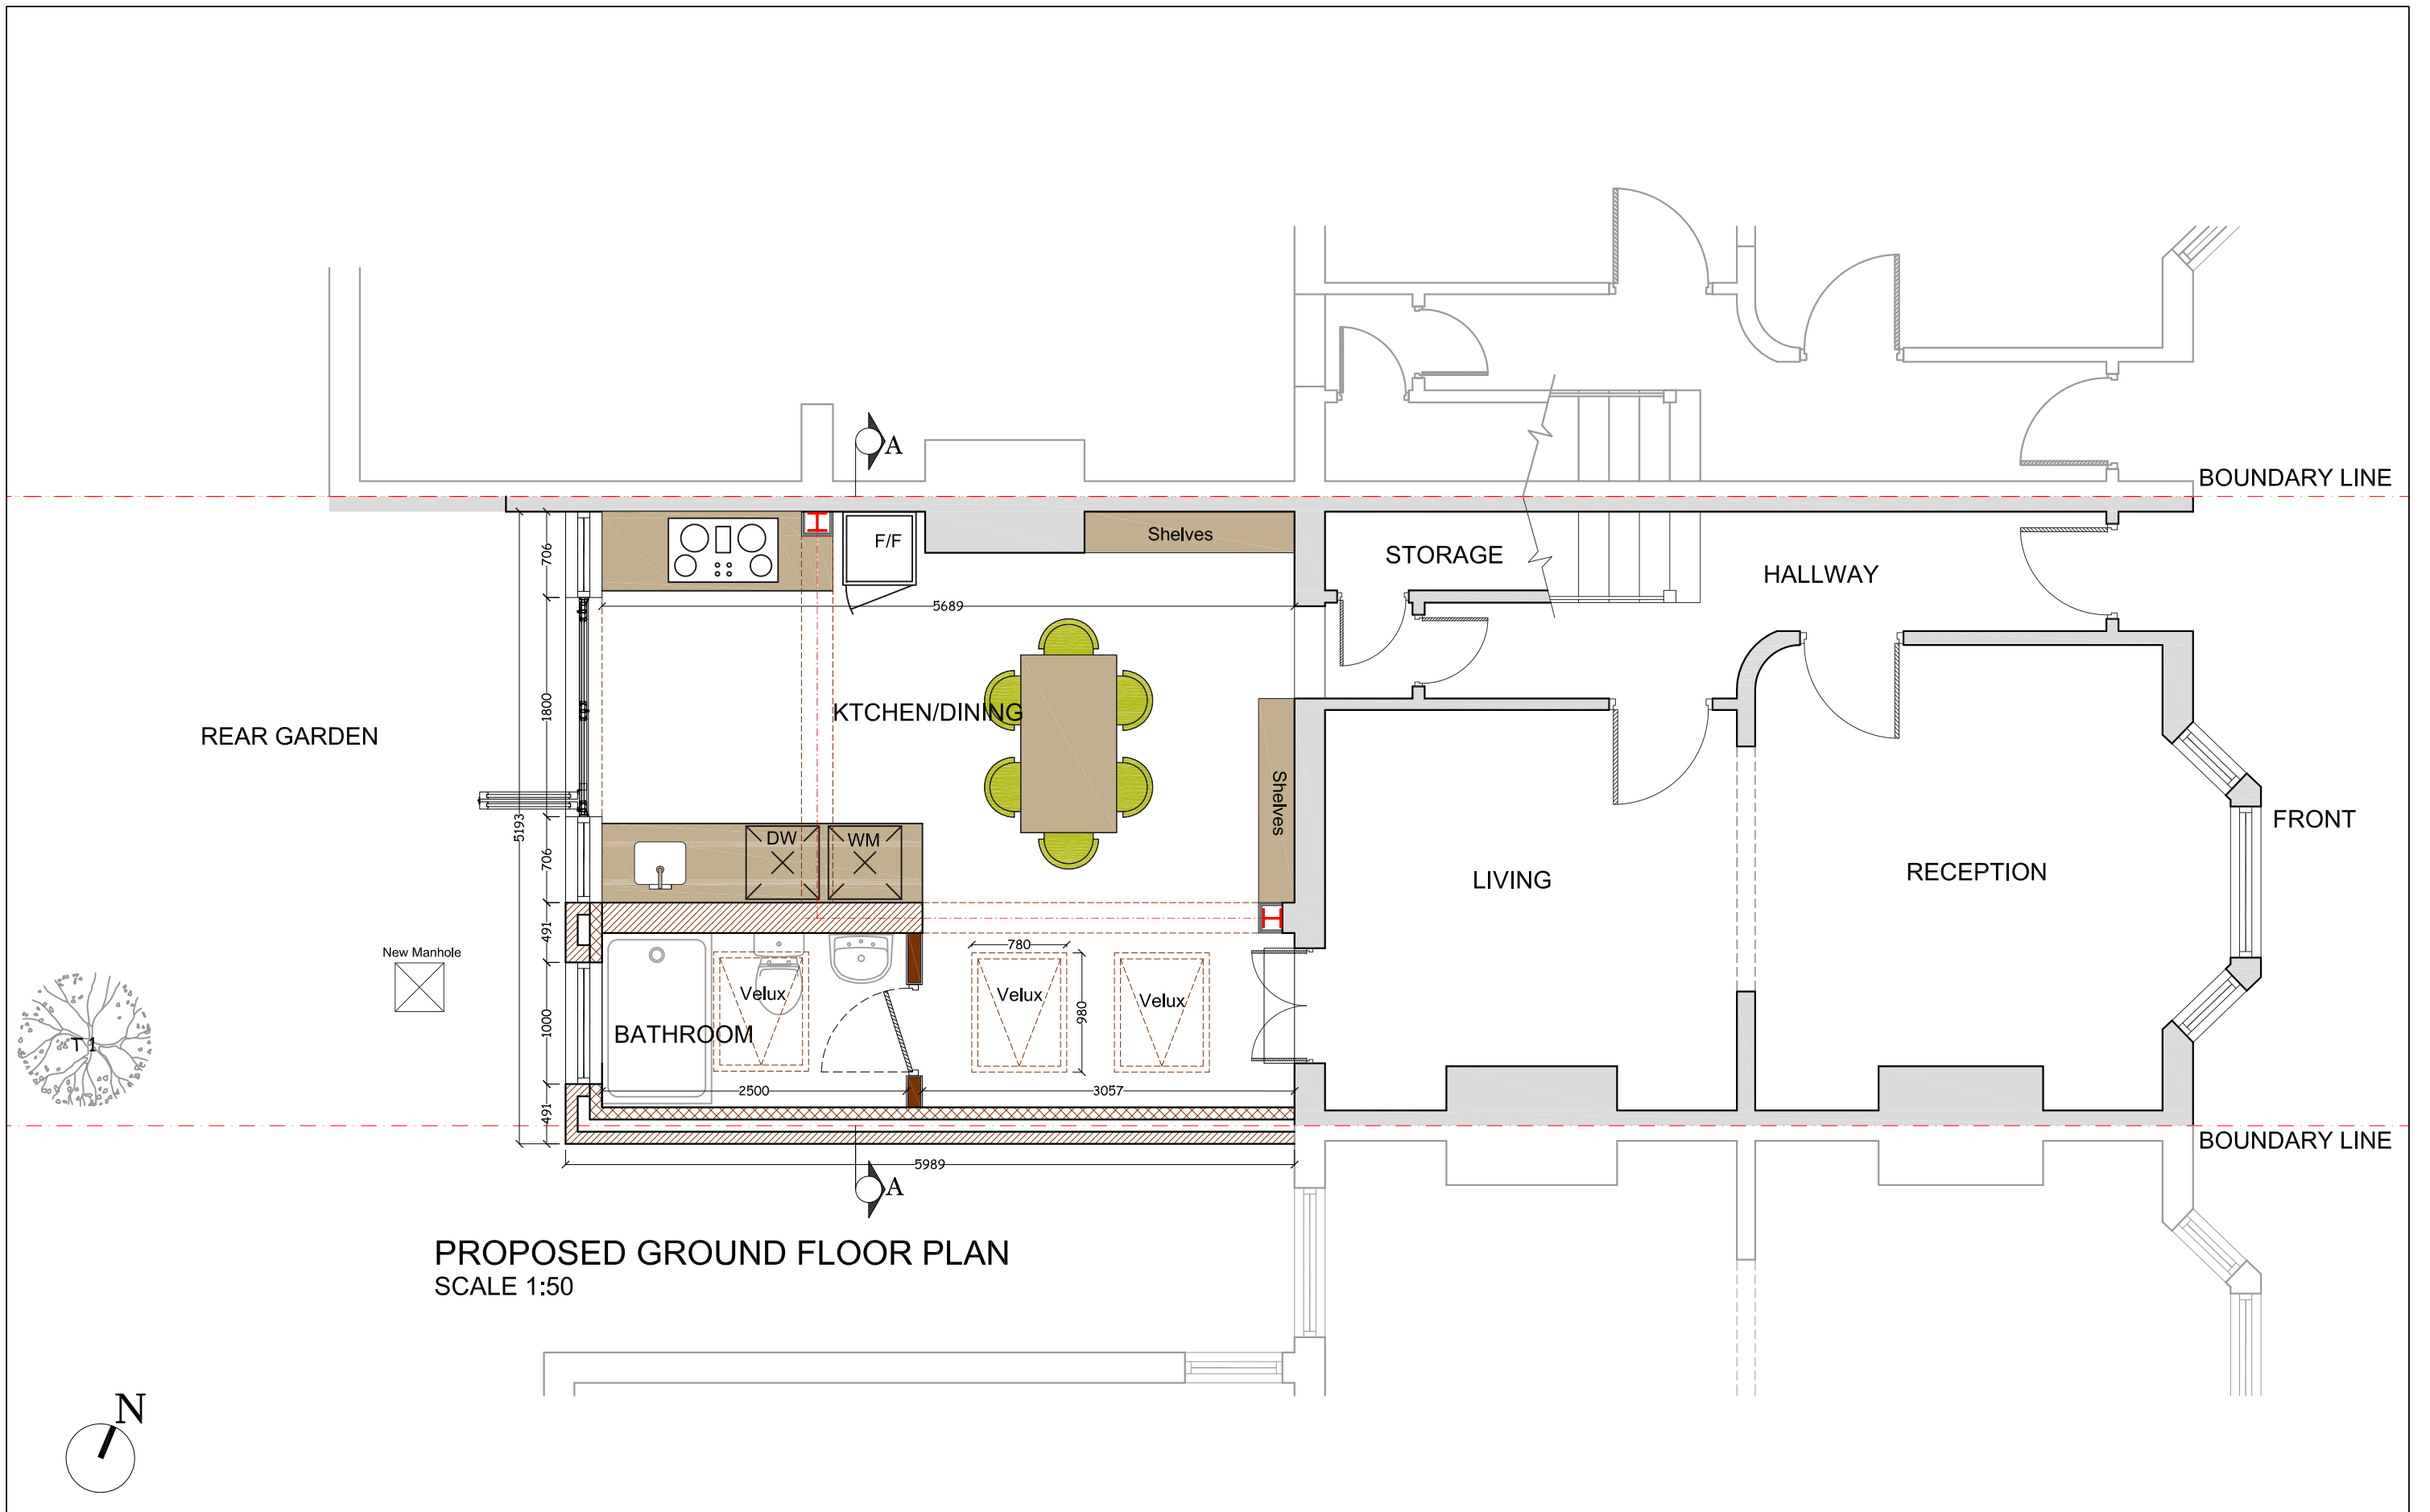 A
BOUNDARY LINE
706
F/F
Shelves
STORAGE
HALLWAY
5689
REAR GARDEN
1800
KTCHEN/DINING
Shelves
FRONT
5193
706
DW
WM
LIVING
RECEPTION
491
New Manhole
780
Velux
Velux
Velux
980
1000
T1
BATHROOM
2500
3057
491
BOUNDARY LINE
5989
A
PROPOSED GROUND FLOOR PLAN
SCALE 1:50
N